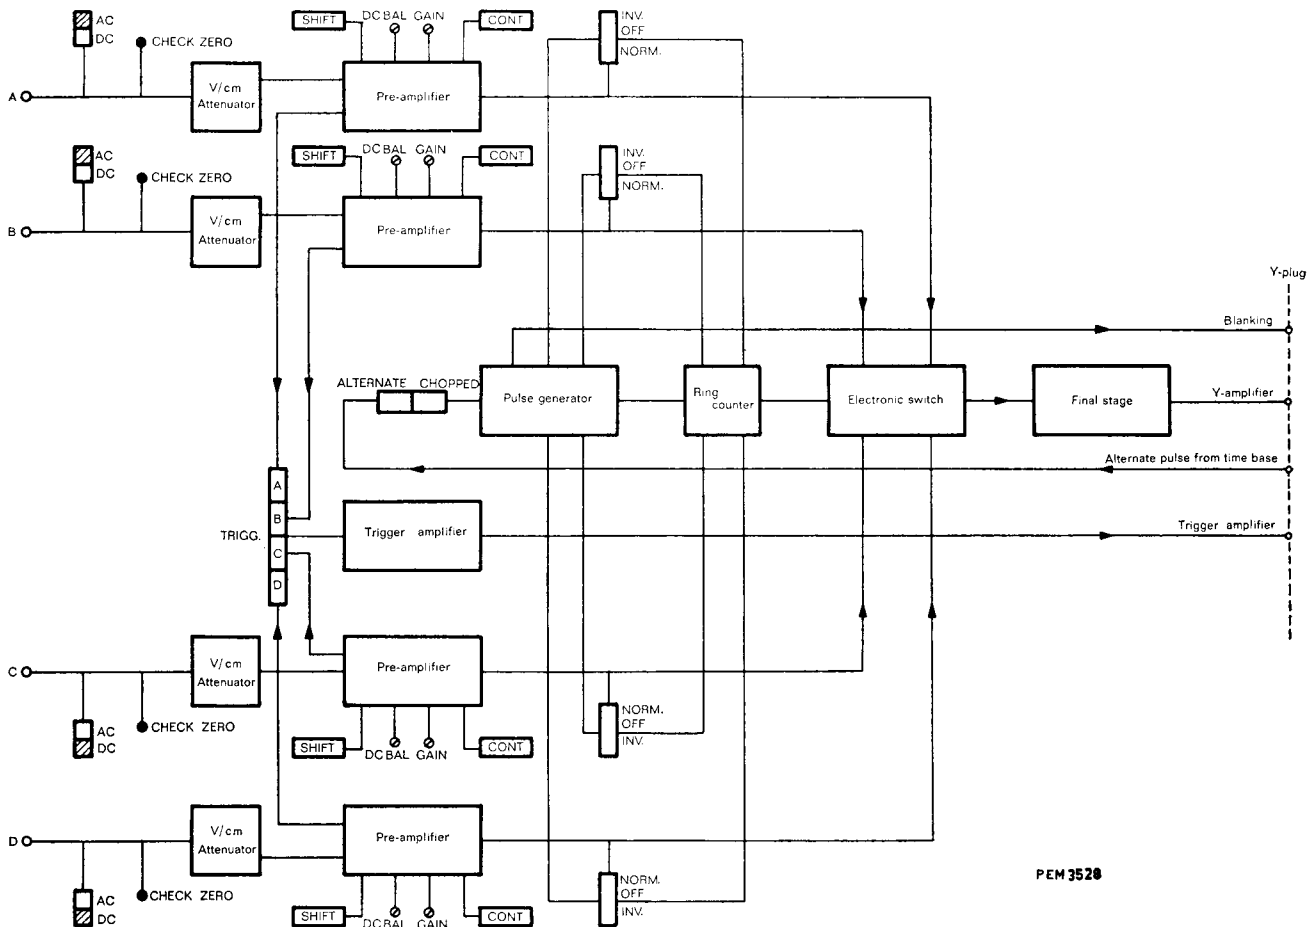 AC
DC
CHECK ZERO
SHIFT
DC BAL
GAIN
CONT
INV.
OFF
NORM.
A
V/cm
Attenuator
Pre-amplifier
AC
DC
CHECK ZERO
SHIFT
DC BAL
GAIN
CONT
INV.
OFF
NORM.
B
V/cm
Attenuator
Pre-amplifier
Y-plug
Blanking
ALTERNATE
CHOPPED
Pulse generator
Ring
counter
Electronic switch
Final stage
Y-amplifier
Alternate pulse from time base
A
B
TRIGG.
C
D
Trigger amplifier
Trigger amplifier
C
V/cm
Attenuator
Pre-amplifier
AC
DC
CHECK ZERO
SHIFT
DC BAL
GAIN
CONT
NORM.
OFF
INV.
D
V/cm
Attenuator
Pre-amplifier
AC
DC
CHECK ZERO
SHIFT
DC BAL
GAIN
CONT
NORM.
OFF
INV.
PEM 3528